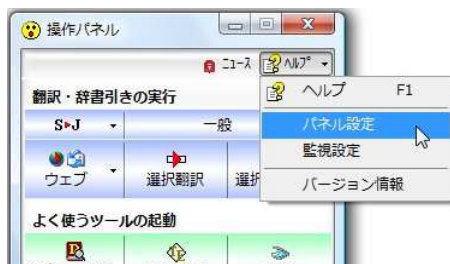 操作パネル
ニュース ﾍﾙﾌﾟ
ヘルプ F1
翻訳・辞書引きの実行
パネル設定
S▸J 一般
監視設定
ウェブ 選択翻訳 選択
バージョン情報
よく使うツールの起動